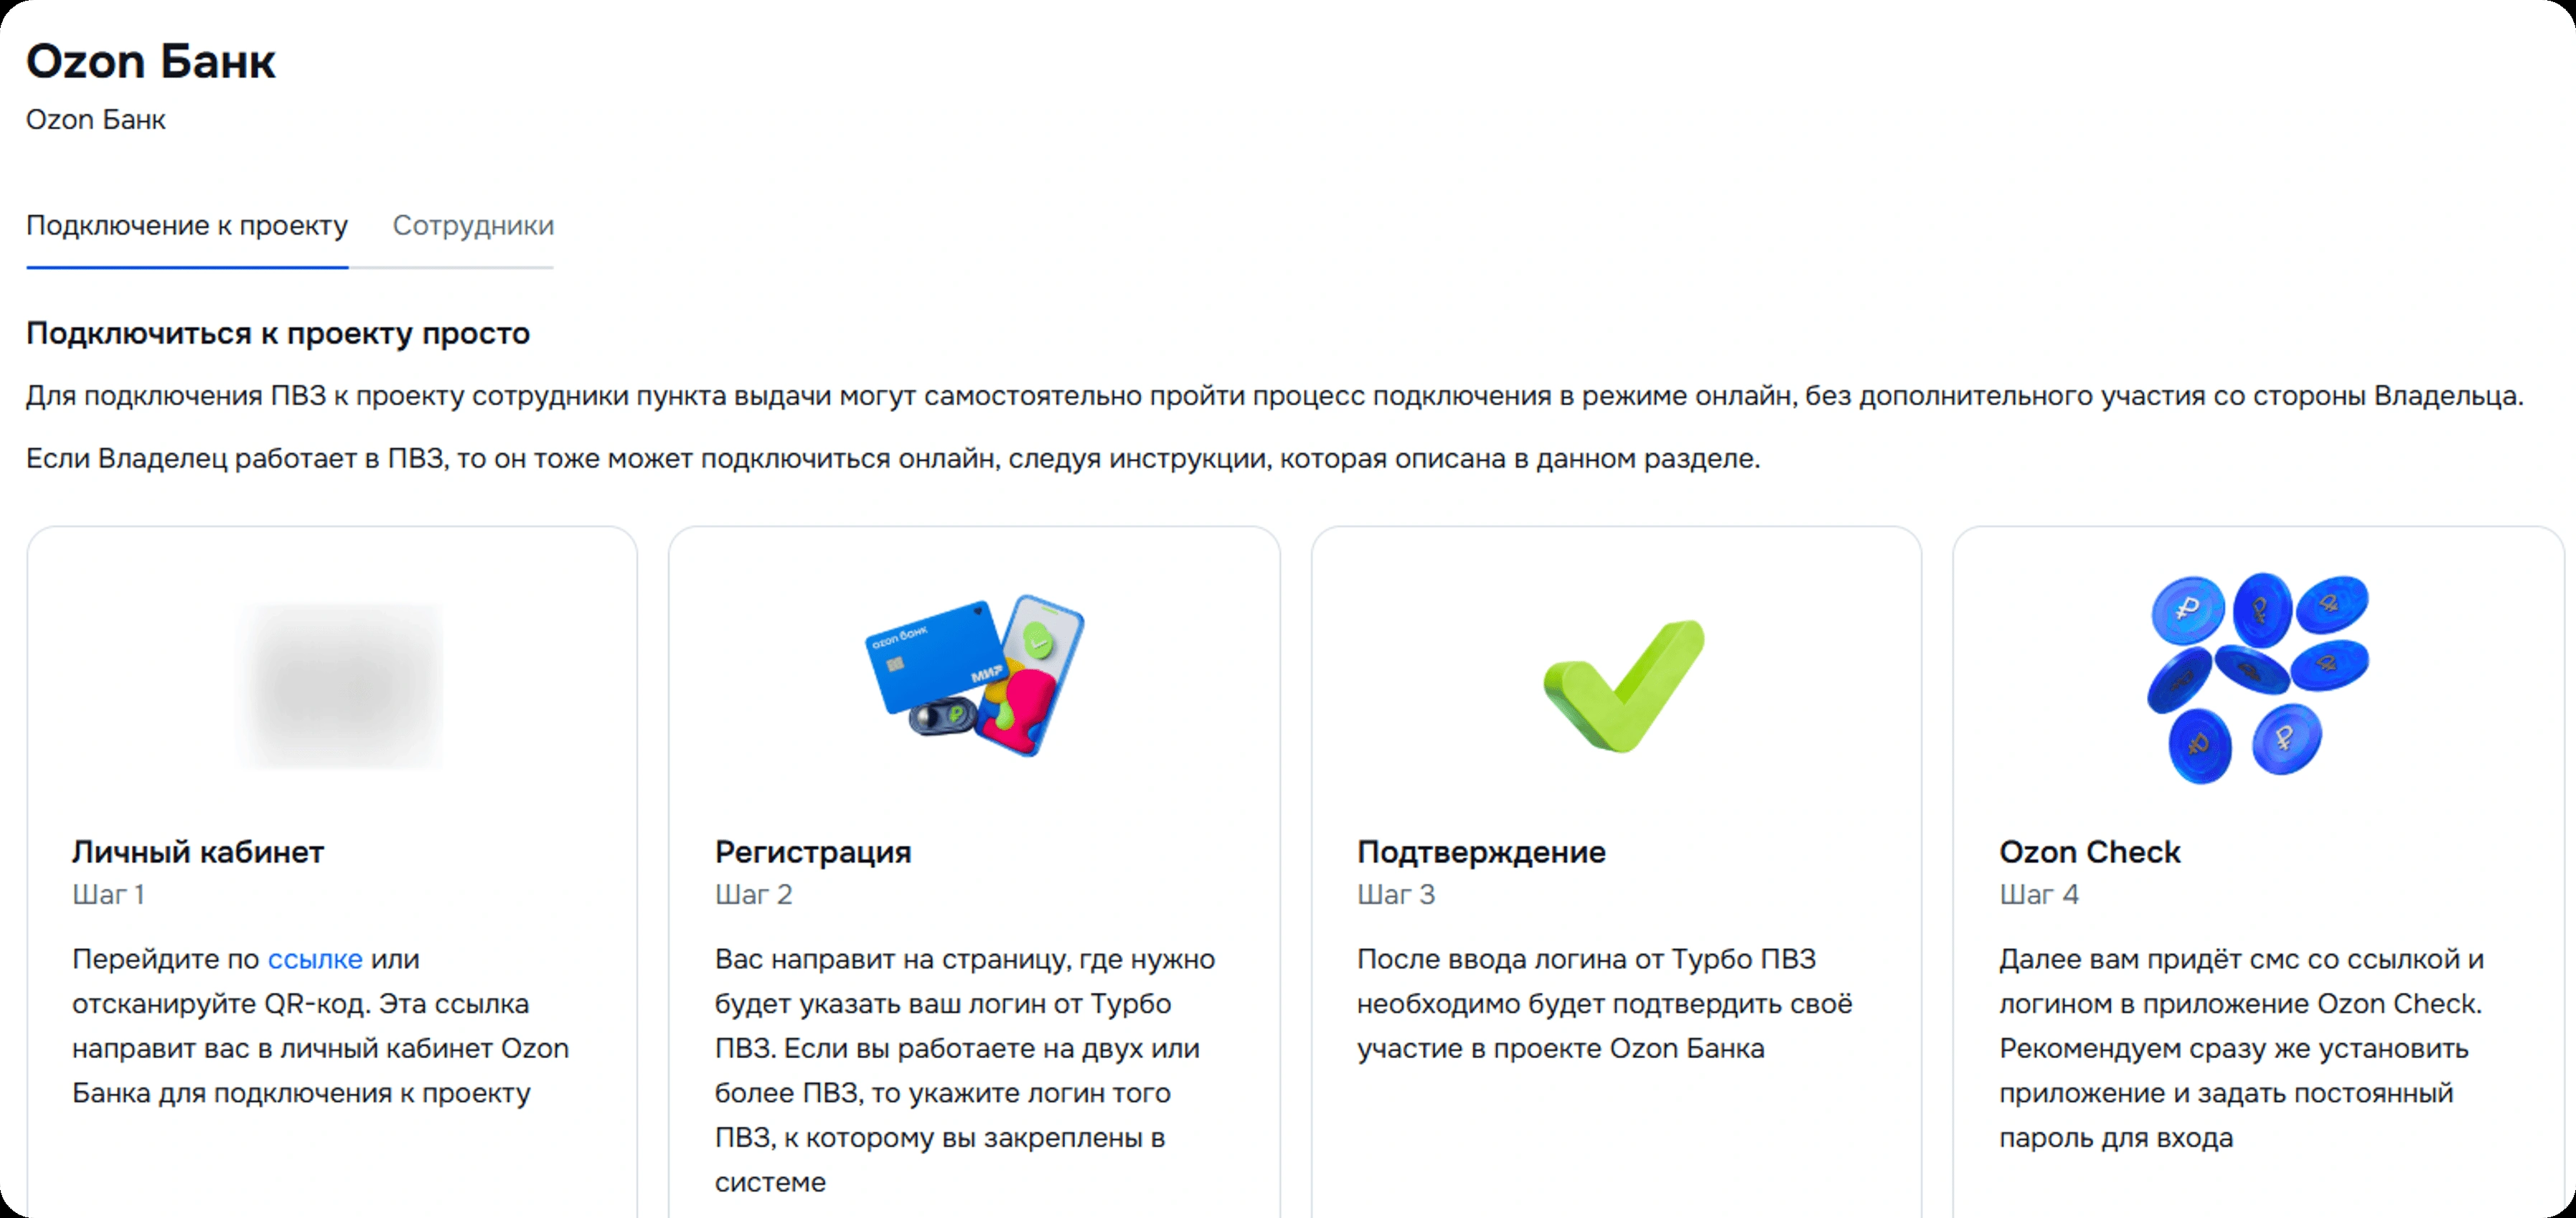 Ozon Банк
Ozon Банк
Подключение к проекту
Сотрудники
Подключиться к проекту просто
Для подключения ПВЗ к проекту сотрудники пункта выдачи могут самостоятельно пройти процесс подключения в режиме онлайн, без дополнительного участия со стороны Владельца.
Если Владелец работает в ПВЗ, то он тоже может подключиться онлайн, следуя инструкции, которая описана в данном разделе.
Личный кабинет
Шаг 1
Перейдите по ссылке или
отсканируйте QR-код. Эта ссылка
направит вас в личный кабинет Ozon
Банка для подключения к проекту
ozon банк
МИР
Регистрация
Шаг 2
Вас направит на страницу, где нужно
будет указать ваш логин от Турбо
ПВЗ. Если вы работаете на двух или
более ПВЗ, то укажите логин того
ПВЗ, к которому вы закреплены в
системе
Подтверждение
Шаг 3
После ввода логина от Турбо ПВЗ
необходимо будет подтвердить своё
участие в проекте Ozon Банка
Ozon Check
Шаг 4
Далее вам придёт смс со ссылкой и
логином в приложение Ozon Check.
Рекомендуем сразу же установить
приложение и задать постоянный
пароль для входа